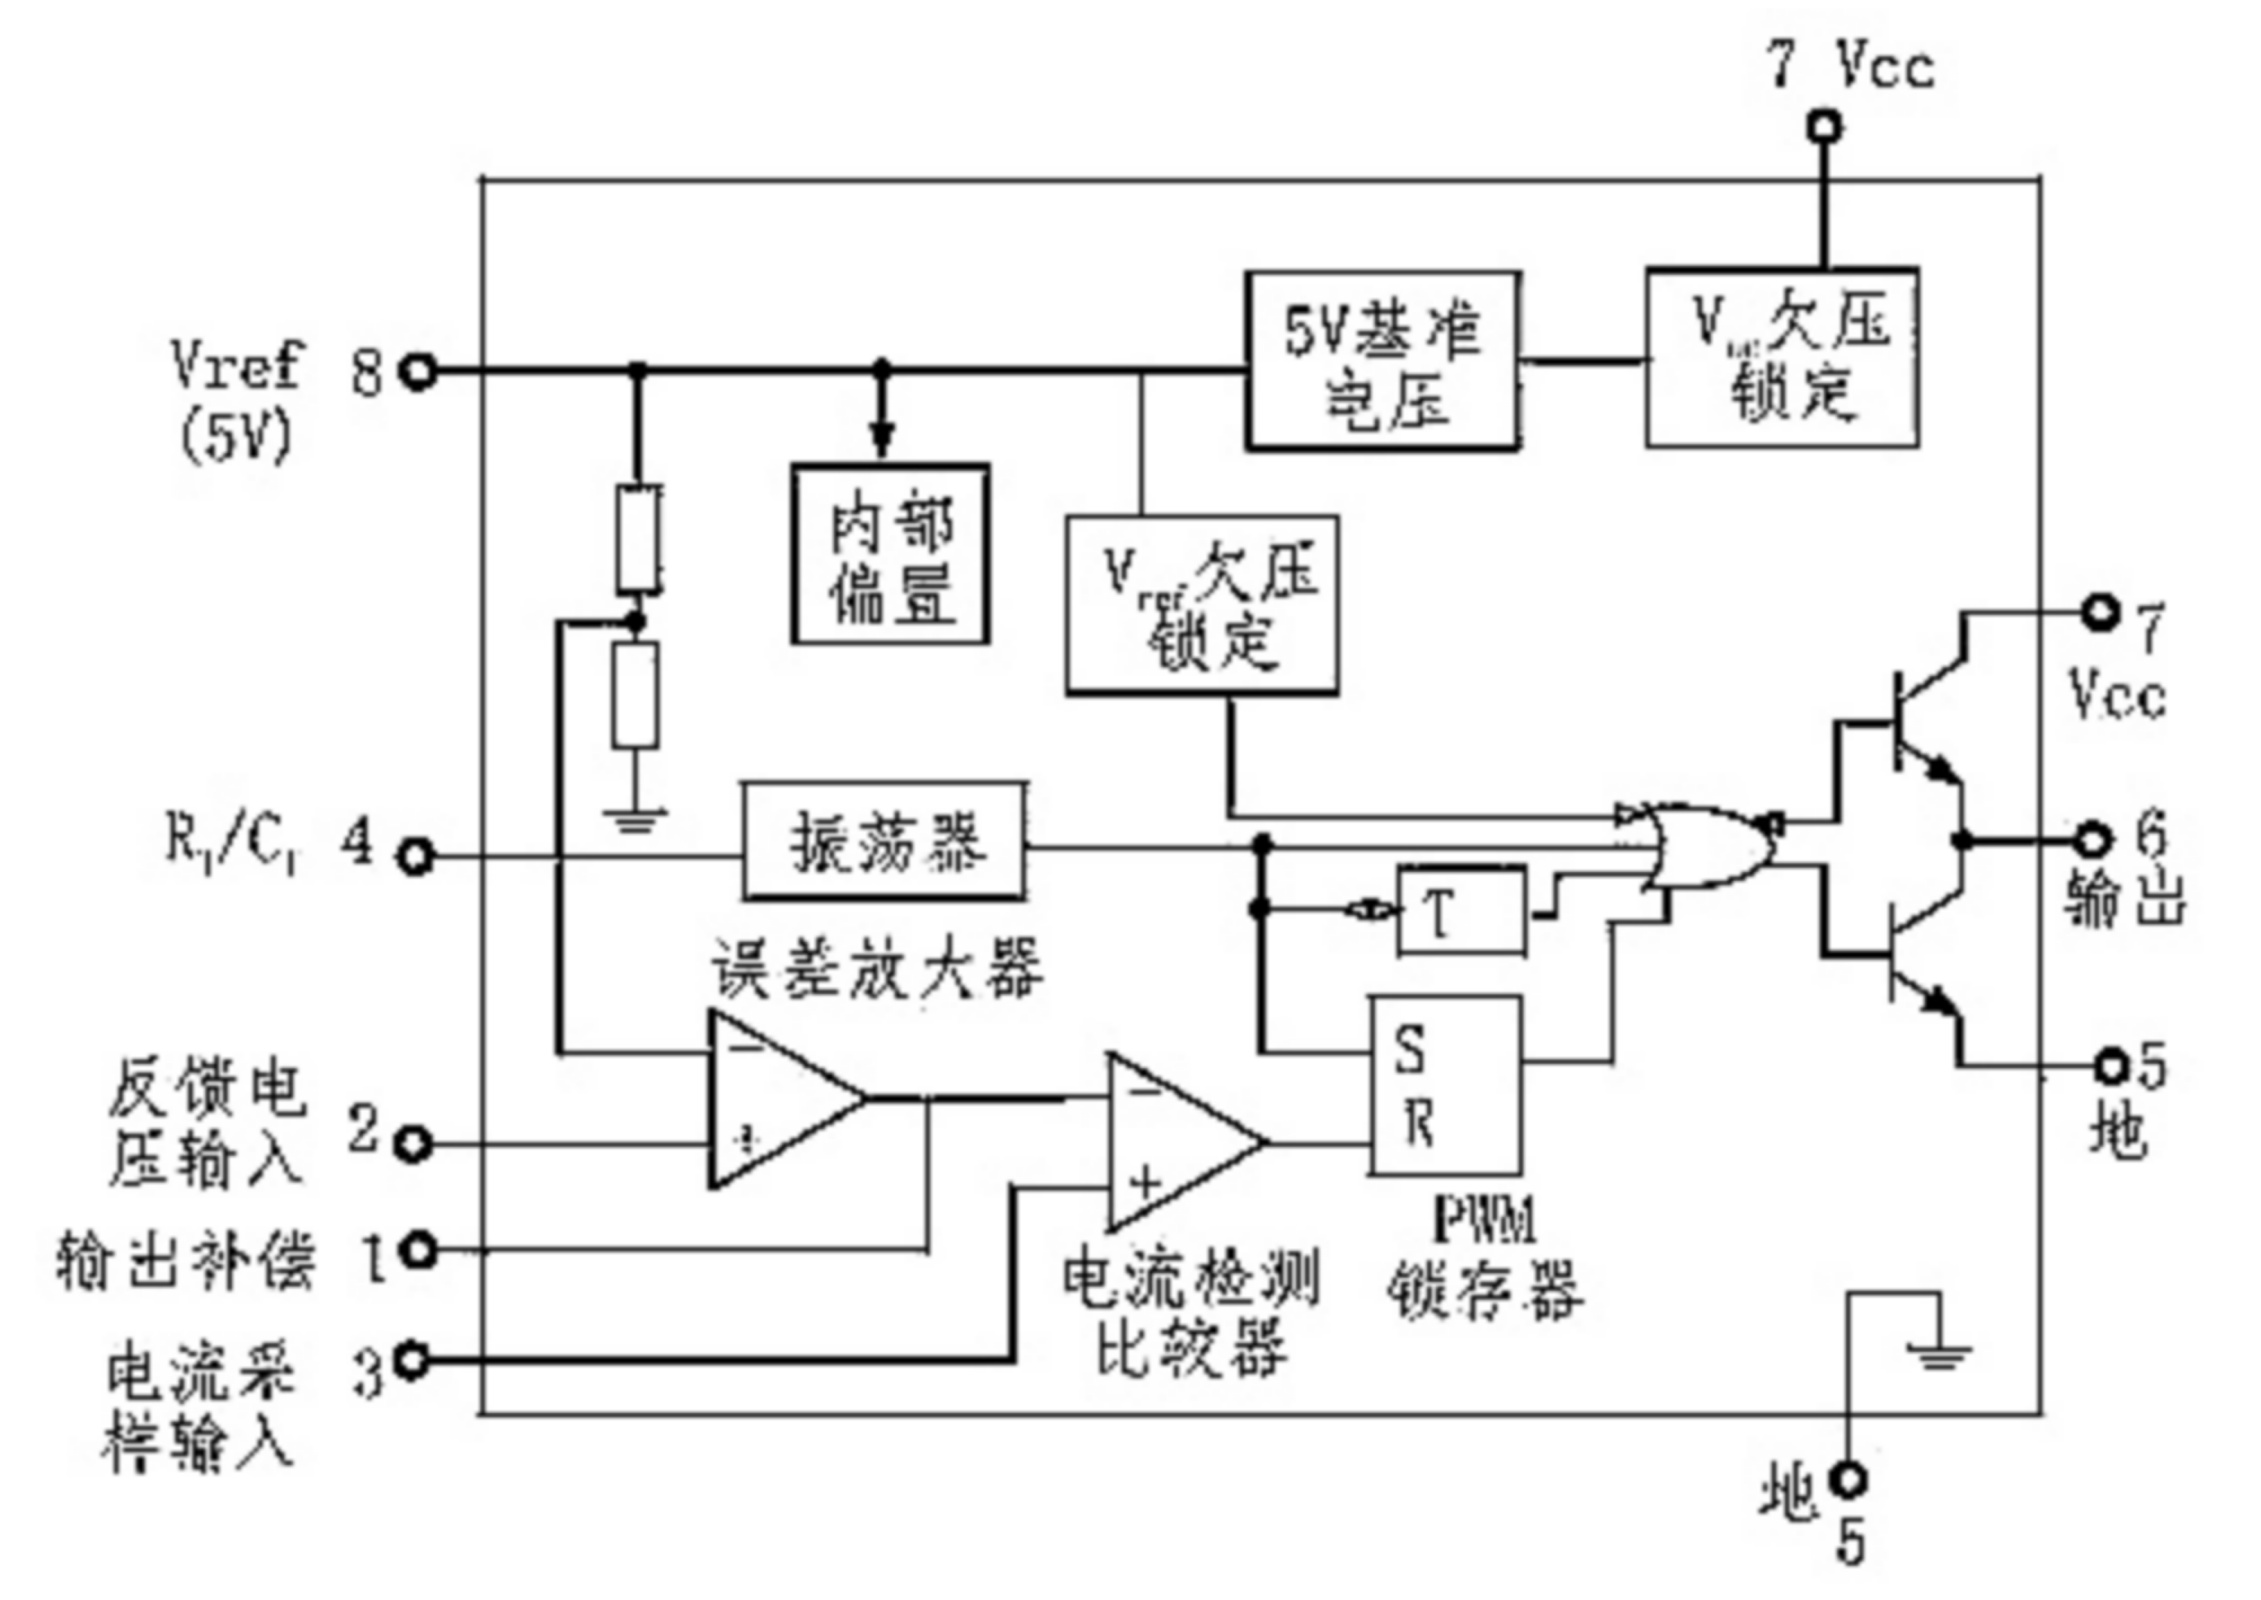 7 Vcc
Vref 8
(5V)
5V基准
电压
V欠压
锁定
内部
偏置
Vref欠压
锁定
7
Vcc
R/C 4
振荡器
6
输出
T
误差放大器
S
R
5
地
反馈电
压输入
2
−
+
−
+
输出补偿 1
PWM
锁存器
电流检测
比较器
电流采
样输入
3
地
5